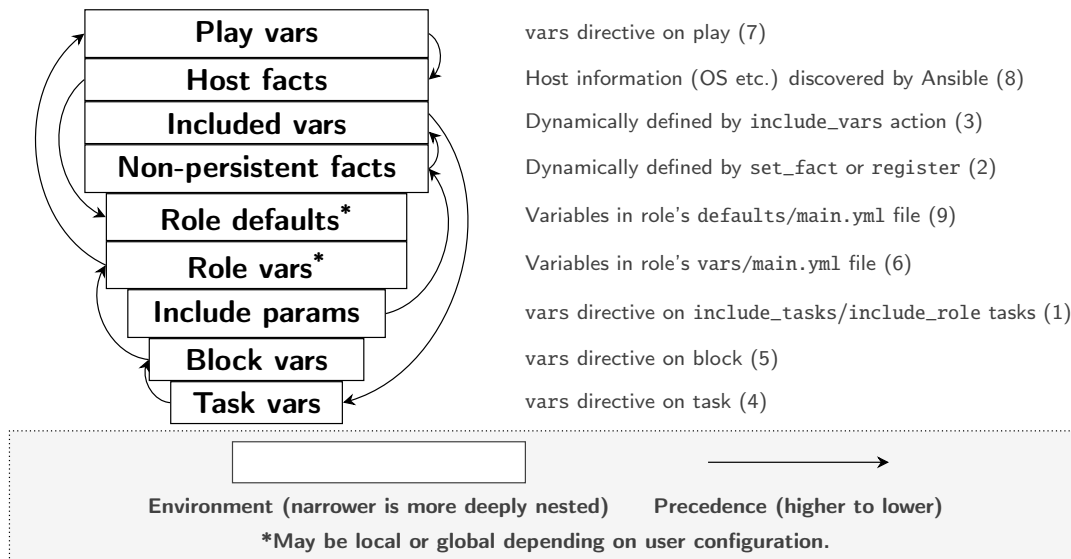 Play vars vars directive on play (7)
Host facts Host information (OS etc.) discovered by Ansible (8)
Included vars Dynamically defined by include_vars action (3)
Non-persistent facts Dynamically defined by set_fact or register (2)
Role defaults* Variables in role's defaults/main.yml file (9)
Role vars* Variables in role's vars/main.yml file (6)
Include params vars directive on include_tasks/include_role tasks (1)
Block vars vars directive on block (5)
Task vars vars directive on task (4)
Environment (narrower is more deeply nested) Precedence (higher to lower)
*May be local or global depending on user configuration.